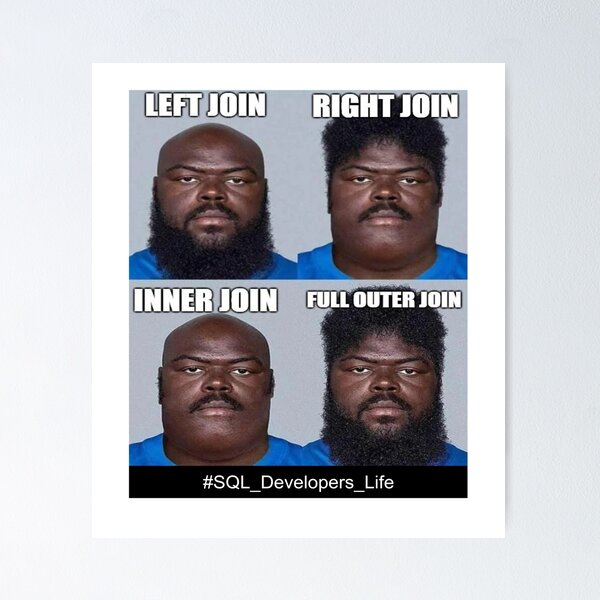 LEFT JOIN
RIGHT JOIN
INNER JOIN
FULL OUTER JOIN
#SQL_Developers_Life